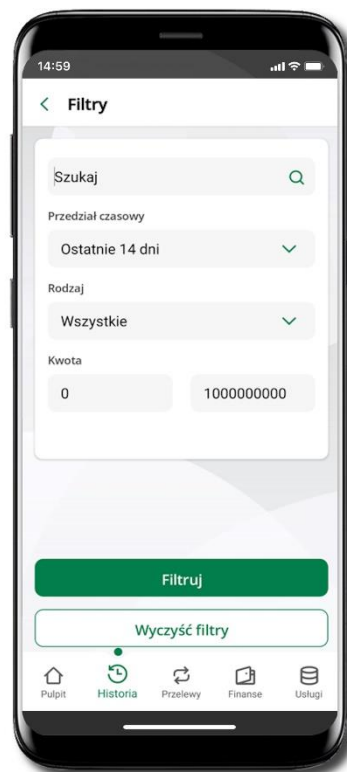 14:59
Filtry
Szukaj
Przedział czasowy
Ostatnie 14 dni
Rodzaj
Wszystkie
Kwota
0 1000000000
Filtruj
Wyczyść filtry
Pulpit Historia Przelewy Finanse Usługi